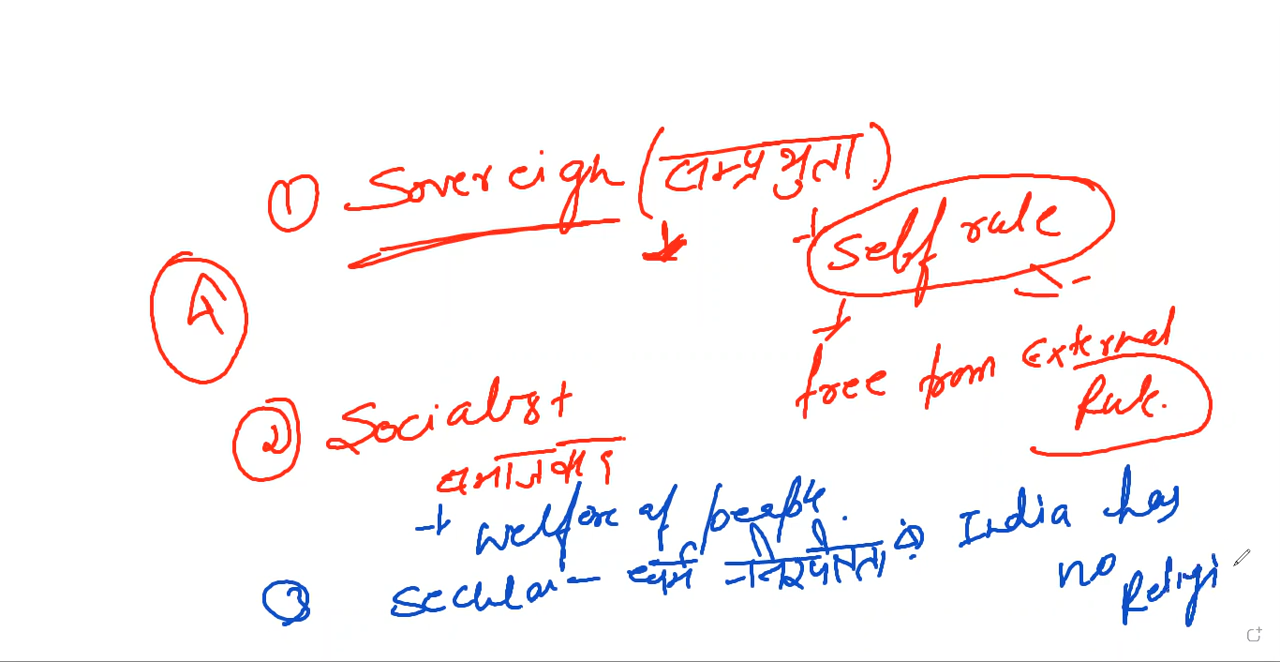 ① Sovereign (सम्प्रभुता)
→ Self rule
4
→ free from external Rule.
② Socialist
समाजवाद
→ welfare of people.
③ Secular – धर्म निरपेक्षता → India has
no Religi